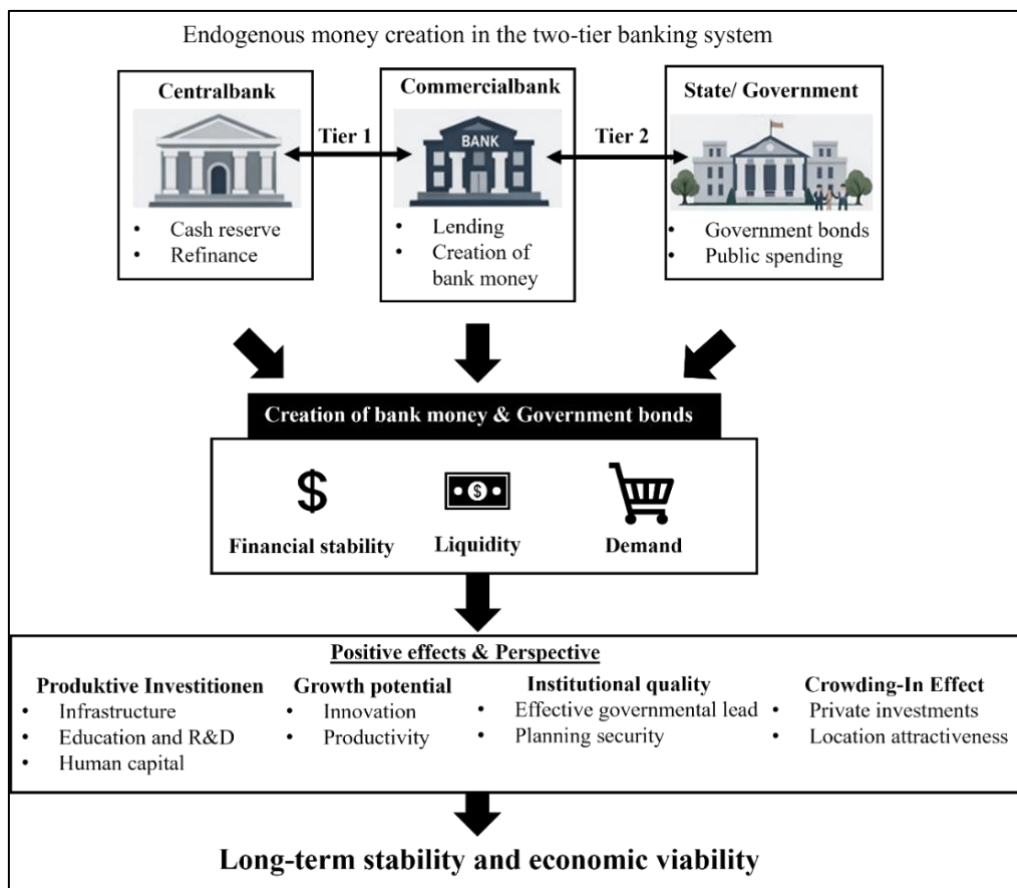 Endogenous money creation in the two-tier banking system
Centralbank
• Cash reserve
• Refinance
Tier 1
Commercialbank
BANK
• Lending
• Creation of
bank money
Tier 2
State/ Government
• Government bonds
• Public spending
Creation of bank money & Government bonds
$
Financial stability
$
Liquidity
Demand
Positive effects & Perspective
Produktive Investitionen
• Infrastructure
• Education and R&D
• Human capital
Growth potential
• Innovation
• Productivity
Institutional quality
• Effective governmental lead
• Planning security
Crowding-In Effect
• Private investments
• Location attractiveness
Long-term stability and economic viability